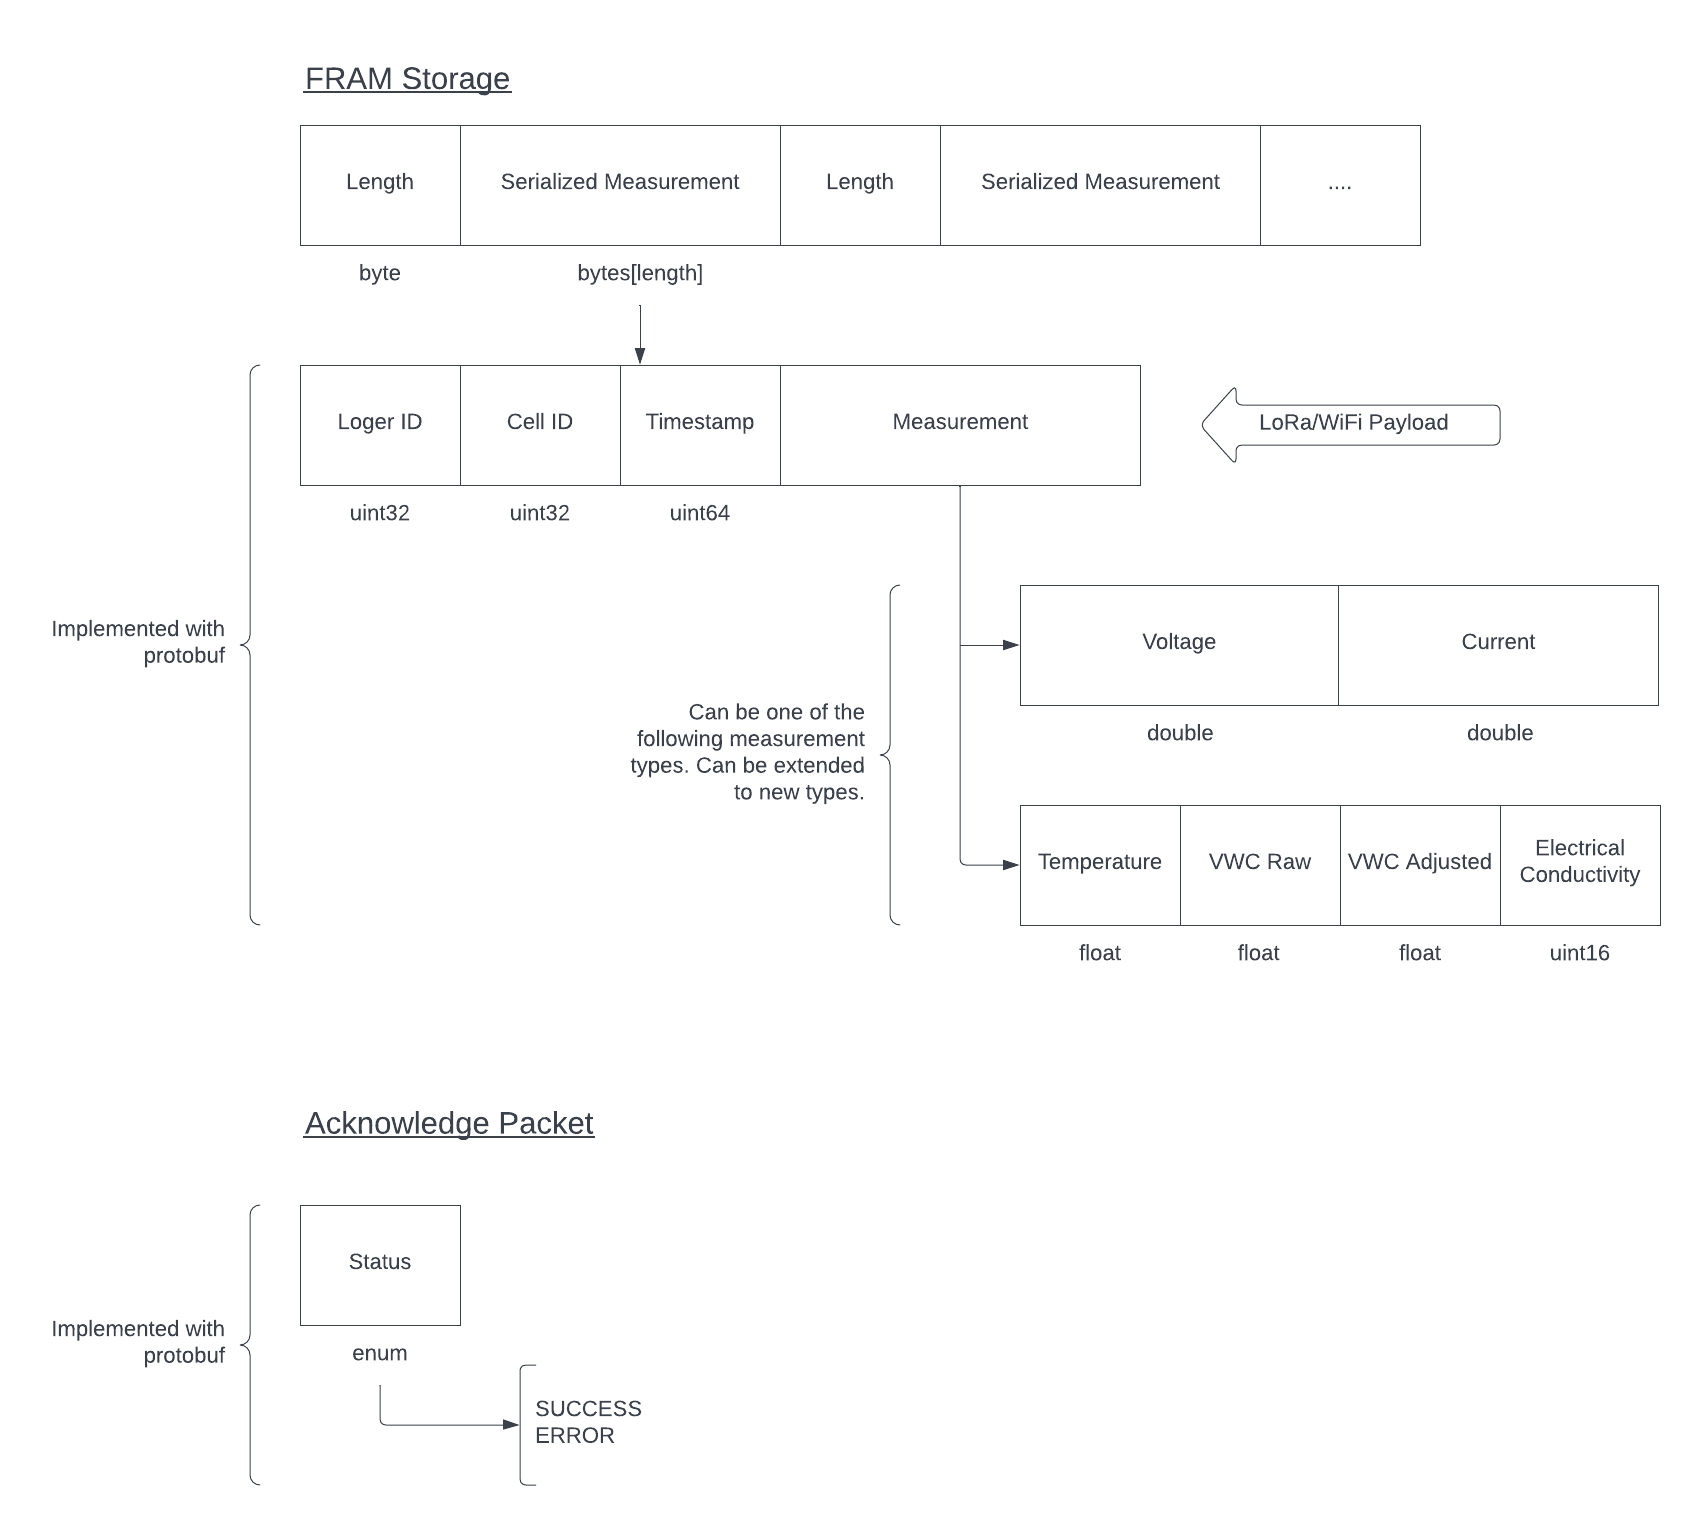 FRAM Storage
Length
Serialized Measurement
Length
Serialized Measurement
....
byte
bytes[length]
Loger ID
Cell ID
Timestamp
Measurement
LoRa/WiFi Payload
uint32
uint32
uint64
Implemented with
protobuf
Voltage
Current
double
double
Can be one of the
following measurement
types. Can be extended
to new types.
Temperature
VWC Raw
VWC Adjusted
Electrical
Conductivity
float
float
float
uint16
Acknowledge Packet
Status
Implemented with
protobuf
enum
SUCCESS
ERROR